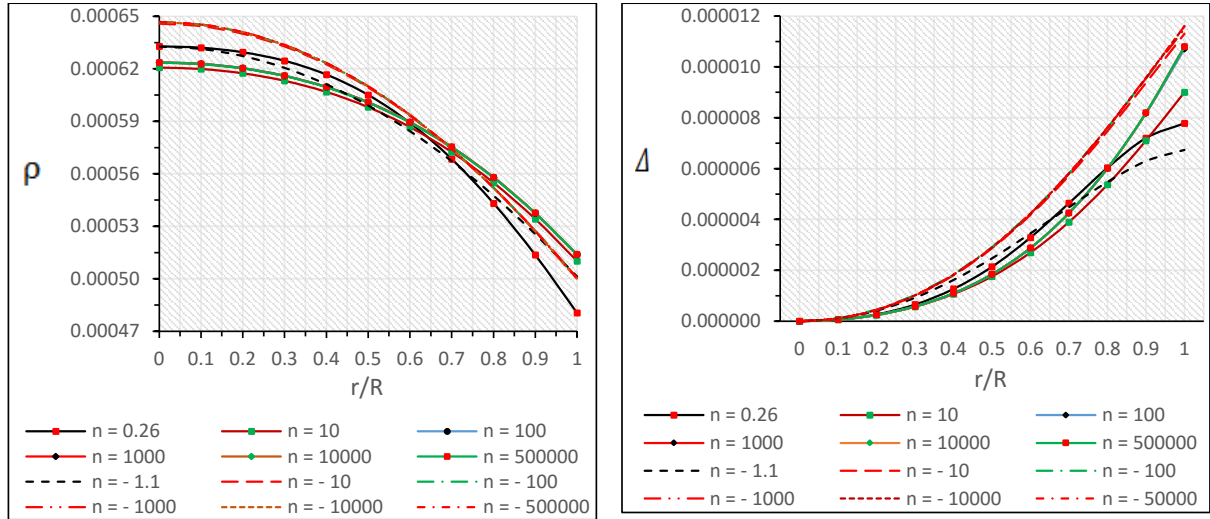 0.00065
0.00062
0.00059
0.00056
0.00053
0.00050
0.00047
ρ
0 0.1 0.2 0.3 0.4 0.5 0.6 0.7 0.8 0.9 1
r/R
n = 0.26 n = 10 n = 100
n = 1000 n = 10000 n = 500000
n = - 1.1 n = - 10 n = - 100
n = - 1000 n = - 10000 n = - 500000
0.000012
0.000010
0.000008
0.000006
0.000004
0.000002
0.000000
Δ
0 0.1 0.2 0.3 0.4 0.5 0.6 0.7 0.8 0.9 1
r/R
n = 0.26 n = 10 n = 100
n = 1000 n = 10000 n = 500000
n = - 1.1 n = - 10 n = - 100
n = - 1000 n = - 10000 n = - 50000